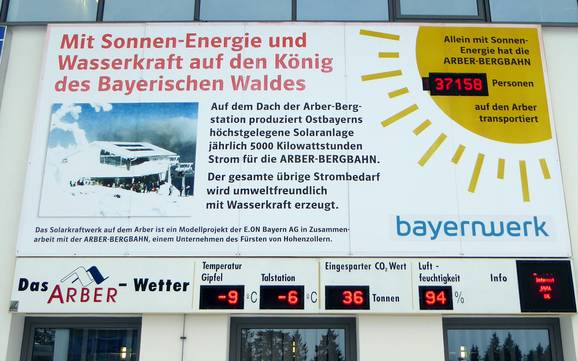 Mit Sonnen-Energie und
Wasserkraft auf den König
des Bayerischen Waldes
Auf dem Dach der Arber-Berg-
station produziert Ostbayerns
höchstgelegene Solaranlage
jährlich 5000 Kilowattstunden
Strom für die ARBER-BERGBAHN.
Der gesamte übrige Strombedarf
wird umweltfreundlich
mit Wasserkraft erzeugt.
Das Solarkraftwerk auf dem Arber ist ein Modellprojekt der E.ON Bayern AG in Zusammen-
arbeit mit der ARBER-BERGBAHN, einem Unternehmen des Fürsten von Hohenzollern.
Allein mit Sonnen-
Energie hat die
ARBER-BERGBAHN
37158 Personen
auf den Arber
transportiert
bayernwerk
Das ARBER - Wetter
Temperatur
Gipfel
-9 °C
Talstation
-6 °C
Eingesparter CO₂ Wert
36 Tonnen
Luft-
feuchtigkeit
94 %
Info
Internet